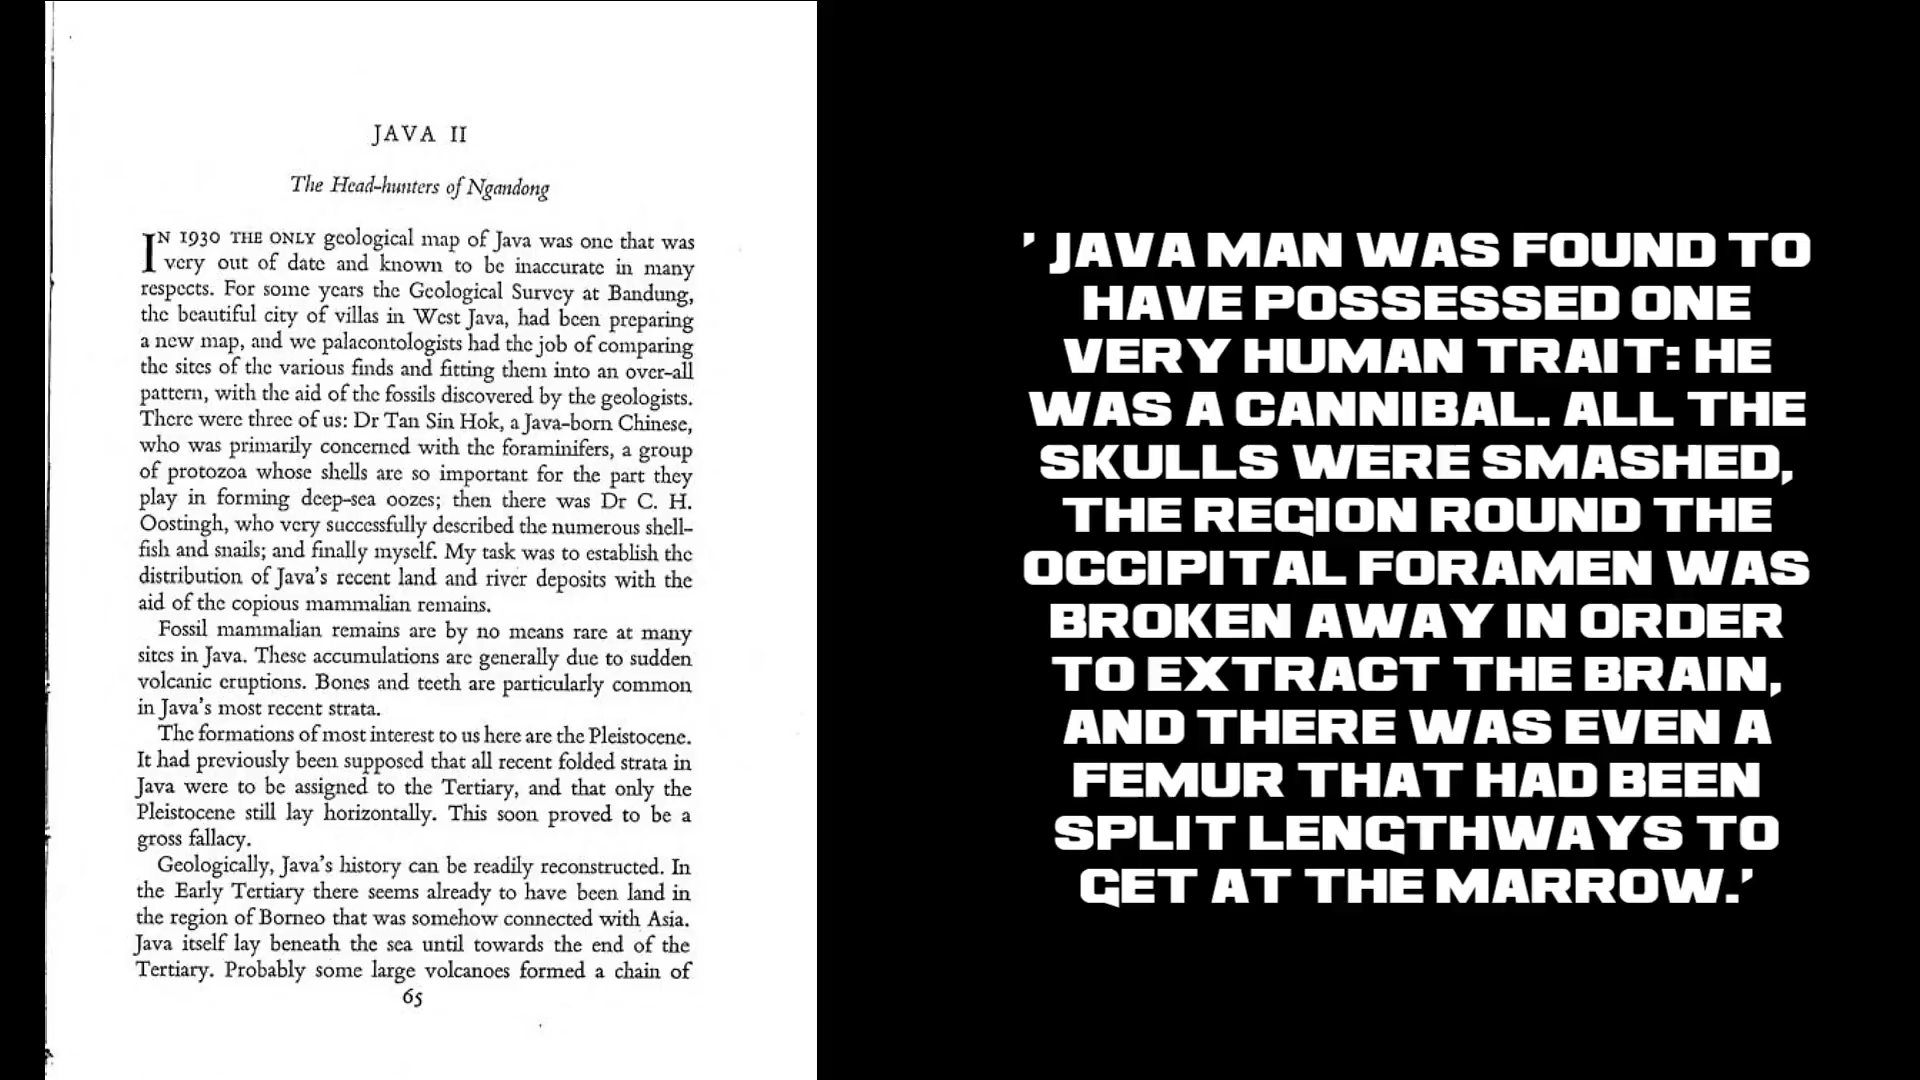 JAVA II
The Head-hunters of Ngandong
IN 1930 THE ONLY geological map of Java was one that was
very out of date and known to be inaccurate in many
respects. For some years the Geological Survey at Bandung,
the beautiful city of villas in West Java, had been preparing
a new map, and we palaeontologists had the job of comparing
the sites of the various finds and fitting them into an over-all
pattern, with the aid of the fossils discovered by the geologists.
There were three of us: Dr Tan Sin Hok, a Java-born Chinese,
who was primarily concerned with the foraminifers, a group
of protozoa whose shells are so important for the part they
play in forming deep-sea oozes; then there was Dr C. H.
Oostingh, who very successfully described the numerous shell-
fish and snails; and finally myself. My task was to establish the
distribution of Java's recent land and river deposits with the
aid of the copious mammalian remains.
Fossil mammalian remains are by no means rare at many
sites in Java. These accumulations are generally due to sudden
volcanic eruptions. Bones and teeth are particularly common
in Java's most recent strata.
The formations of most interest to us here are the Pleistocene.
It had previously been supposed that all recent folded strata in
Java were to be assigned to the Tertiary, and that only the
Pleistocene still lay horizontally. This soon proved to be a
gross fallacy.
Geologically, Java's history can be readily reconstructed. In
the Early Tertiary there seems already to have been land in
the region of Borneo that was somehow connected with Asia.
Java itself lay beneath the sea until towards the end of the
Tertiary. Probably some large volcanoes formed a chain of
65
' JAVA MAN WAS FOUND TO
HAVE POSSESSED ONE
VERY HUMAN TRAIT: HE
WAS A CANNIBAL. ALL THE
SKULLS WERE SMASHED,
THE REGION ROUND THE
OCCIPITAL FORAMEN WAS
BROKEN AWAY IN ORDER
TO EXTRACT THE BRAIN,
AND THERE WAS EVEN A
FEMUR THAT HAD BEEN
SPLIT LENGTHWAYS TO
GET AT THE MARROW.'